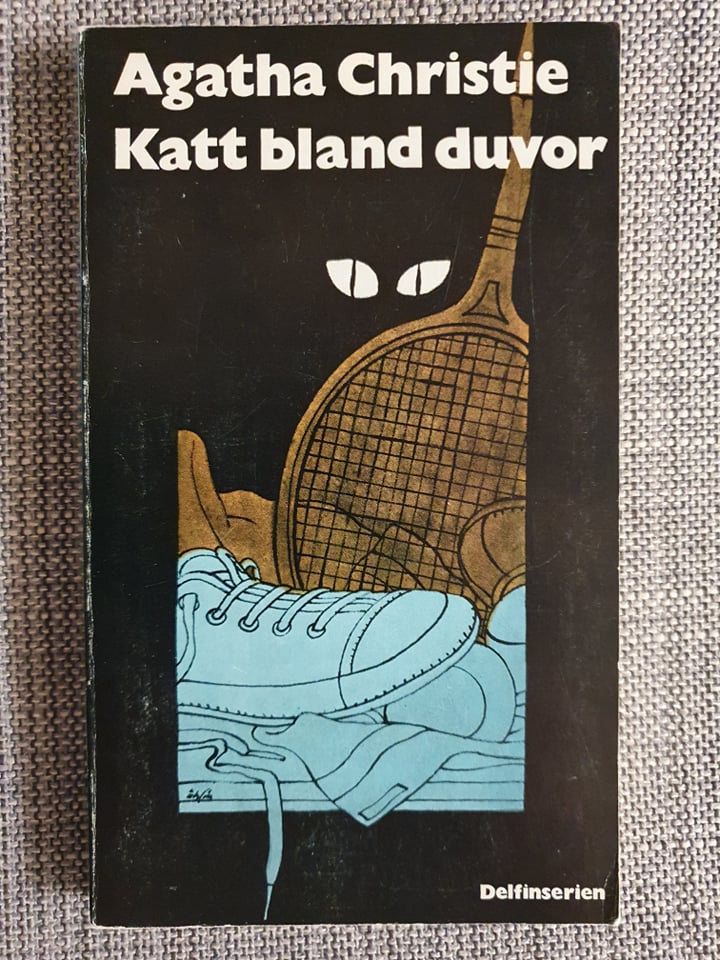 Agatha Christie
Katt bland duvor
Delfinserien